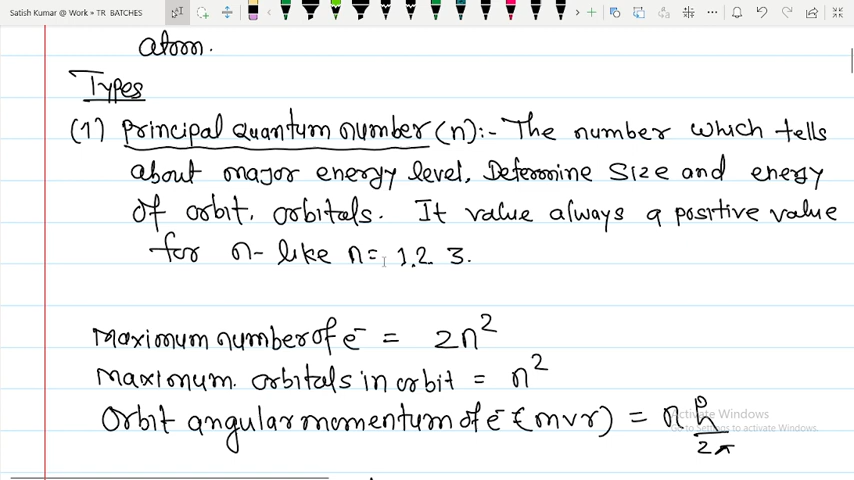 Satish Kumar @ Work » TR BATCHES
atom.
Types
(1) Principal Quantum number (n):- The number which tells
about major energy level, Determine Size and energy
of orbit, orbitals. It value always a positive value
for n- like n= 1,2 3.
Maximum number of e- = 2n²
Maximum. orbitals in orbit = n²
Orbit angular momentum of e- (mvr) = n h/2π
Activate Windows
Go to Settings to activate Windows.